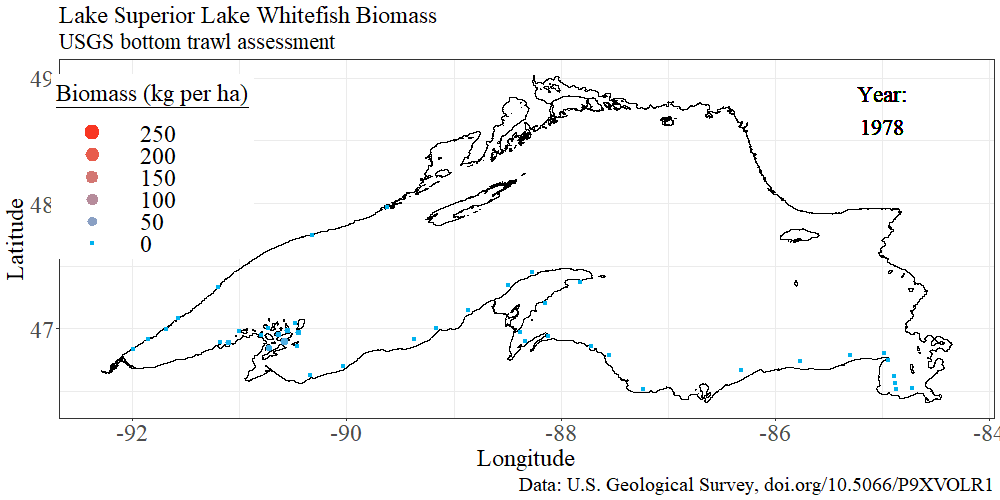 Lake Superior Lake Whitefish Biomass
USGS bottom trawl assessment
49
Biomass (kg per ha)
250
200
150
100
50
0
Year:
1978
48
47
Latitude
-92
-90
-88
-86
-84
Longitude
Data: U.S. Geological Survey, doi.org/10.5066/P9XVOLR1